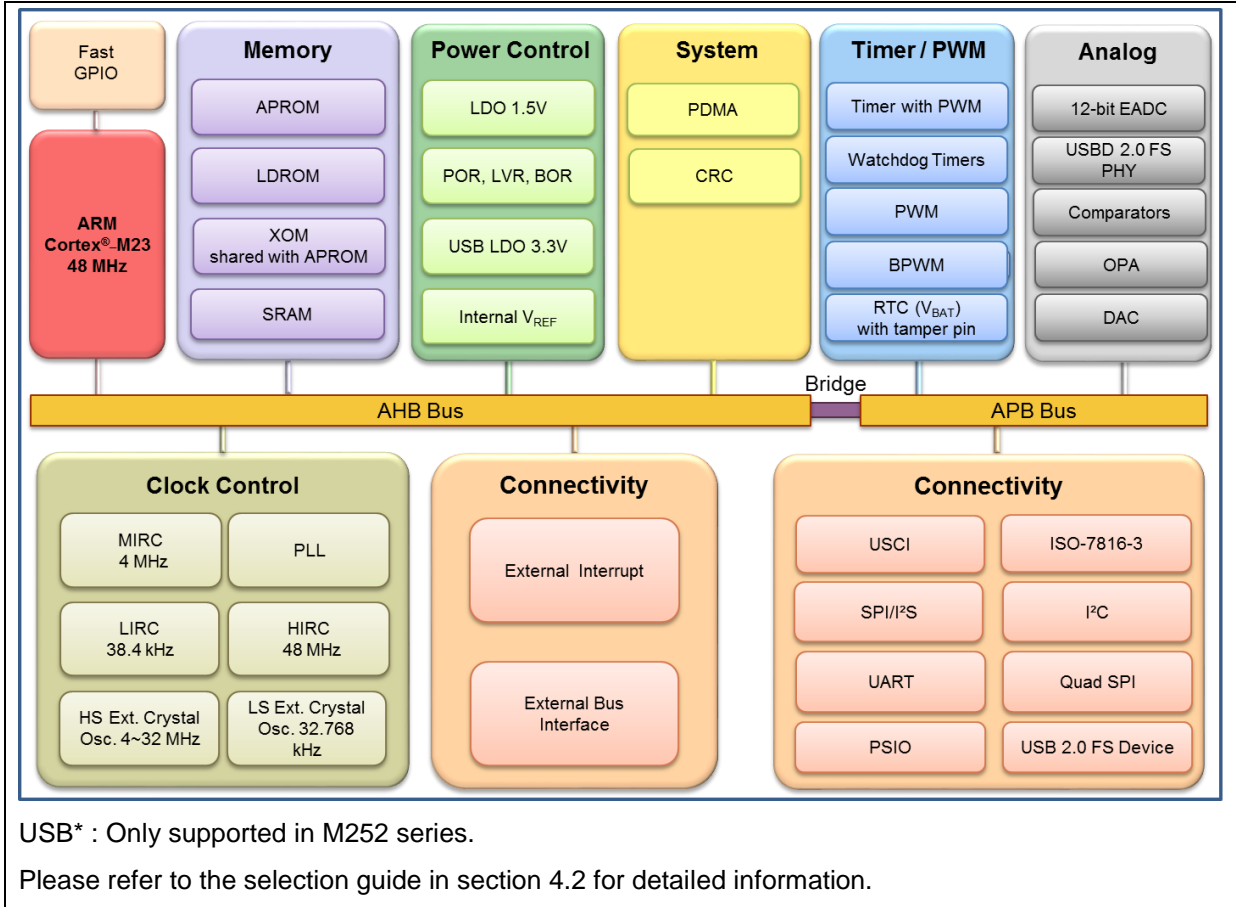 Fast
GPIO
ARM
Cortex®-M23
48 MHz
Memory
APROM
LDROM
XOM
shared with APROM
SRAM
Power Control
LDO 1.5V
POR, LVR, BOR
USB LDO 3.3V
Internal VREF
System
PDMA
CRC
Timer / PWM
Timer with PWM
Watchdog Timers
PWM
BPWM
RTC (VBAT)
with tamper pin
Analog
12-bit EADC
USBD 2.0 FS
PHY
Comparators
OPA
DAC
AHB Bus
Bridge
APB Bus
Clock Control
MIRC
4 MHz
PLL
LIRC
38.4 kHz
HIRC
48 MHz
HS Ext. Crystal
Osc. 4~32 MHz
LS Ext. Crystal
Osc. 32.768
kHz
Connectivity
External Interrupt
External Bus
Interface
Connectivity
USCI
ISO-7816-3
SPI/I²S
I²C
UART
Quad SPI
PSIO
USB 2.0 FS Device
USB* : Only supported in M252 series.
Please refer to the selection guide in section 4.2 for detailed information.